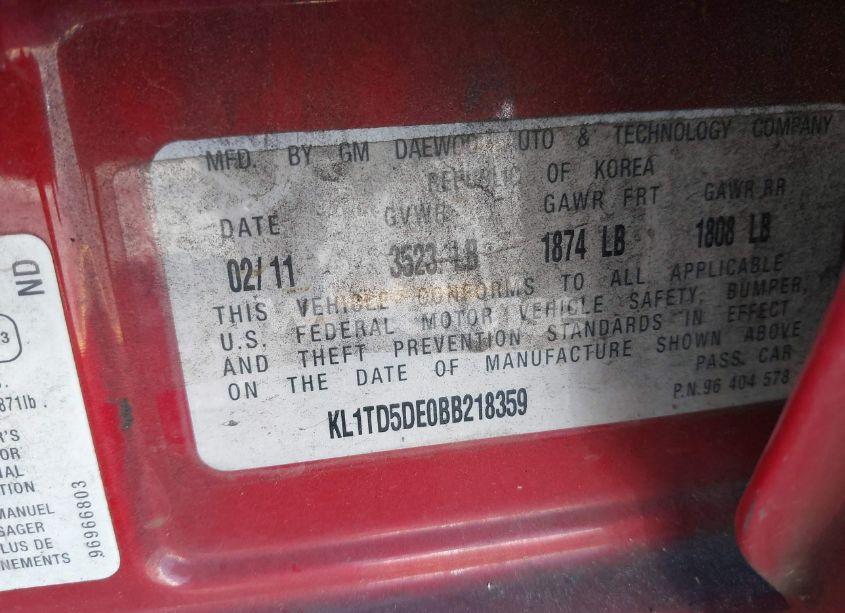 MFD. BY GM DAEWOO AUTO & TECHNOLOGY COMPANY
REPUBLIC OF KOREA
DATE GVWR GAWR FRT GAWR RR
02/11 3523 LB 1874 LB 1808 LB
THIS VEHICLE CONFORMS TO ALL APPLICABLE
U.S. FEDERAL MOTOR VEHICLE SAFETY, BUMPER,
AND THEFT PREVENTION STANDARDS IN EFFECT
ON THE DATE OF MANUFACTURE SHOWN ABOVE
PASS. CAR
KL1TD5DE0BB218359
P.N.96 404 578
ND
3
871lb.
R'S
OR
IAL
TION
MANUEL
SAGER
LUS DE
NEMENTS
96966803